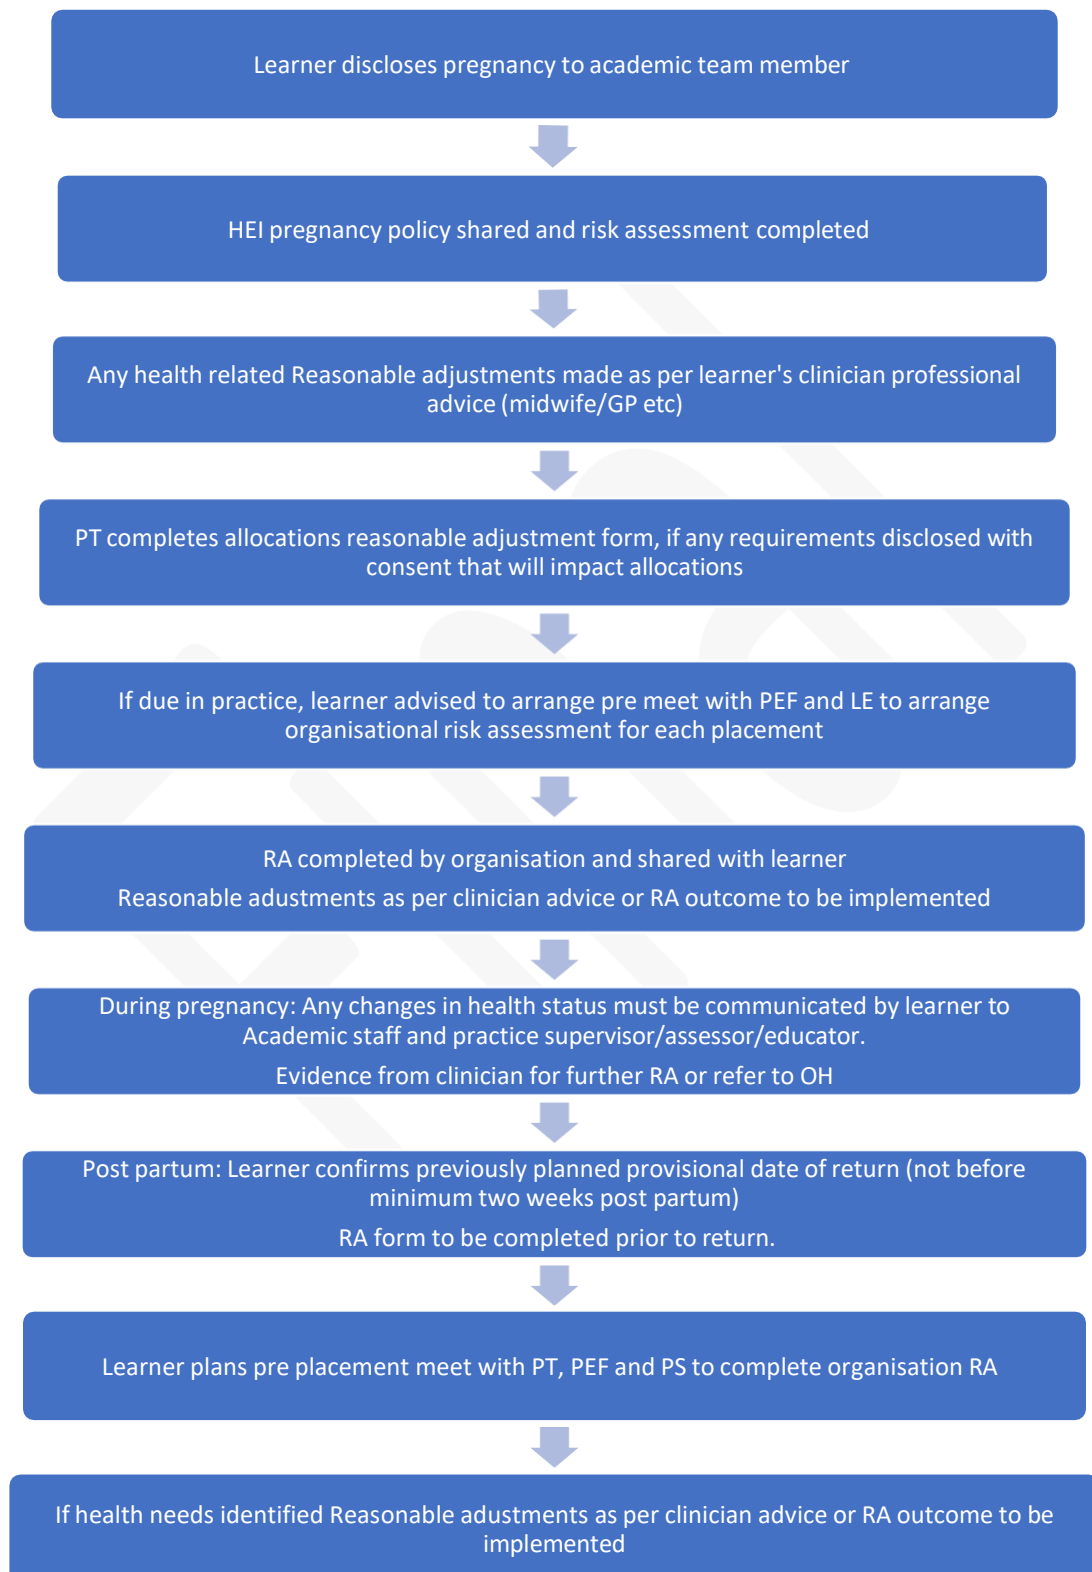 Learner discloses pregnancy to academic team member
HEI pregnancy policy shared and risk assessment completed
Any health related Reasonable adjustments made as per learner's clinician professional
advice (midwife/GP etc)
PT completes allocations reasonable adjustment form, if any requirements disclosed with
consent that will impact allocations
If due in practice, learner advised to arrange pre meet with PEF and LE to arrange
organisational risk assessment for each placement
RA completed by organisation and shared with learner
Reasonable adustments as per clinician advice or RA outcome to be implemented
During pregnancy: Any changes in health status must be communicated by learner to
Academic staff and practice supervisor/assessor/educator.
Evidence from clinician for further RA or refer to OH
Post partum: Learner confirms previously planned provisional date of return (not before
minimum two weeks post partum)
RA form to be completed prior to return.
Learner plans pre placement meet with PT, PEF and PS to complete organisation RA
If health needs identified Reasonable adustments as per clinician advice or RA outcome to be
implemented